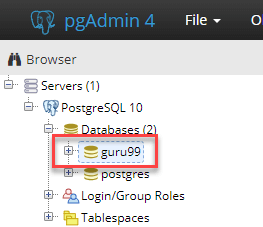 pgAdmin 4 File O
Browser
Servers (1)
PostgreSQL 10
Databases (2)
guru99
postgres
Login/Group Roles
Tablespaces